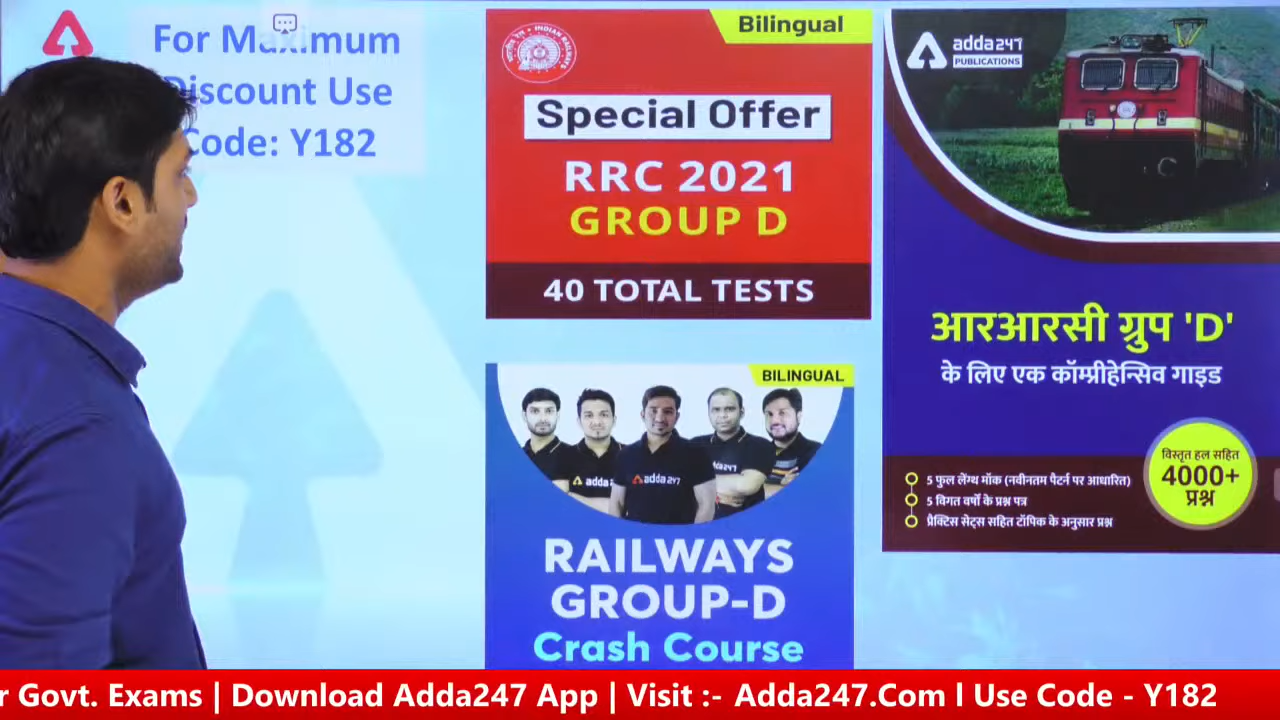 For Maximum
Discount Use
Code: Y182
Bilingual
Special Offer
RRC 2021
GROUP D
40 TOTAL TESTS
BILINGUAL
adda247
adda247
RAILWAYS
GROUP-D
Crash Course
adda247
PUBLICATIONS
आरआरसी ग्रुप 'D'
के लिए एक कॉम्प्रीहेन्सिव गाइड
विस्तृत हल सहित
4000+
प्रश्न
5 फुल लेंग्थ मॉक (नवीनतम पैटर्न पर आधारित)
5 विगत वर्षों के प्रश्न पत्र
प्रैक्टिस सेट्स सहित टॉपिक के अनुसार प्रश्न
r Govt. Exams | Download Adda247 App | Visit :- Adda247.Com l Use Code - Y182